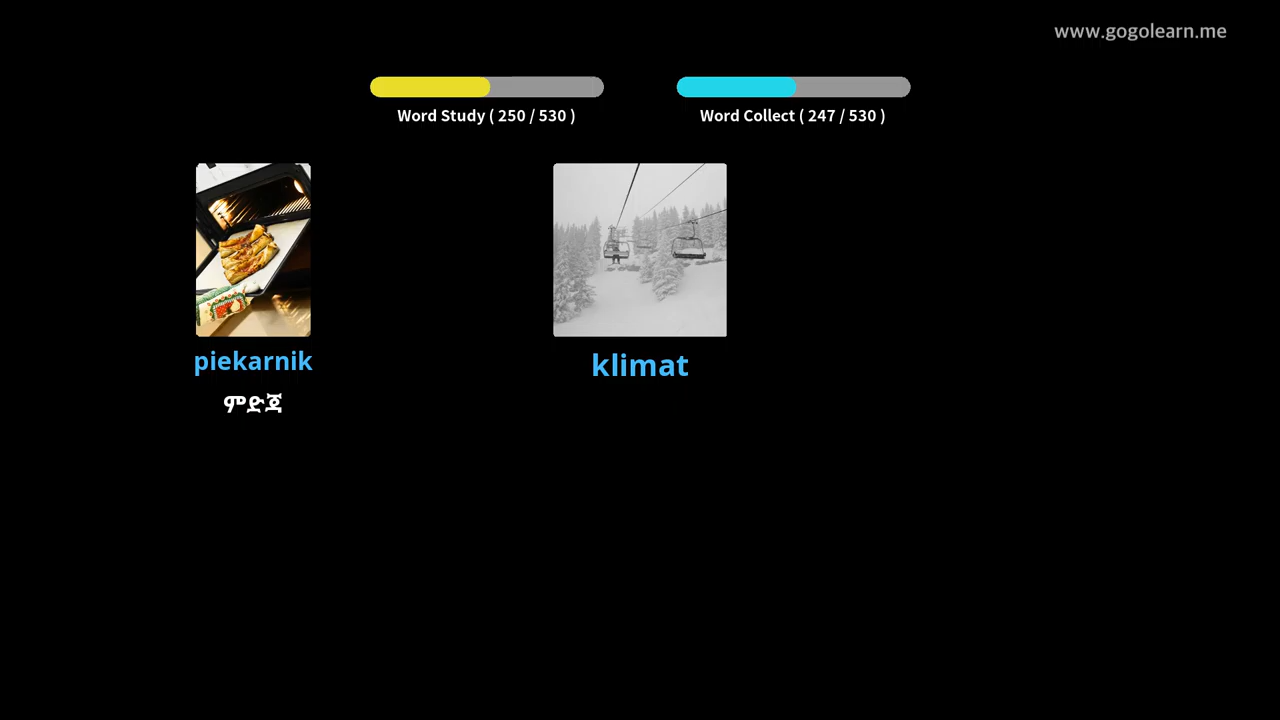 www.gogolearn.me
Word Study ( 250 / 530 )
Word Collect ( 247 / 530 )
piekarnik
ምድጃ
klimat